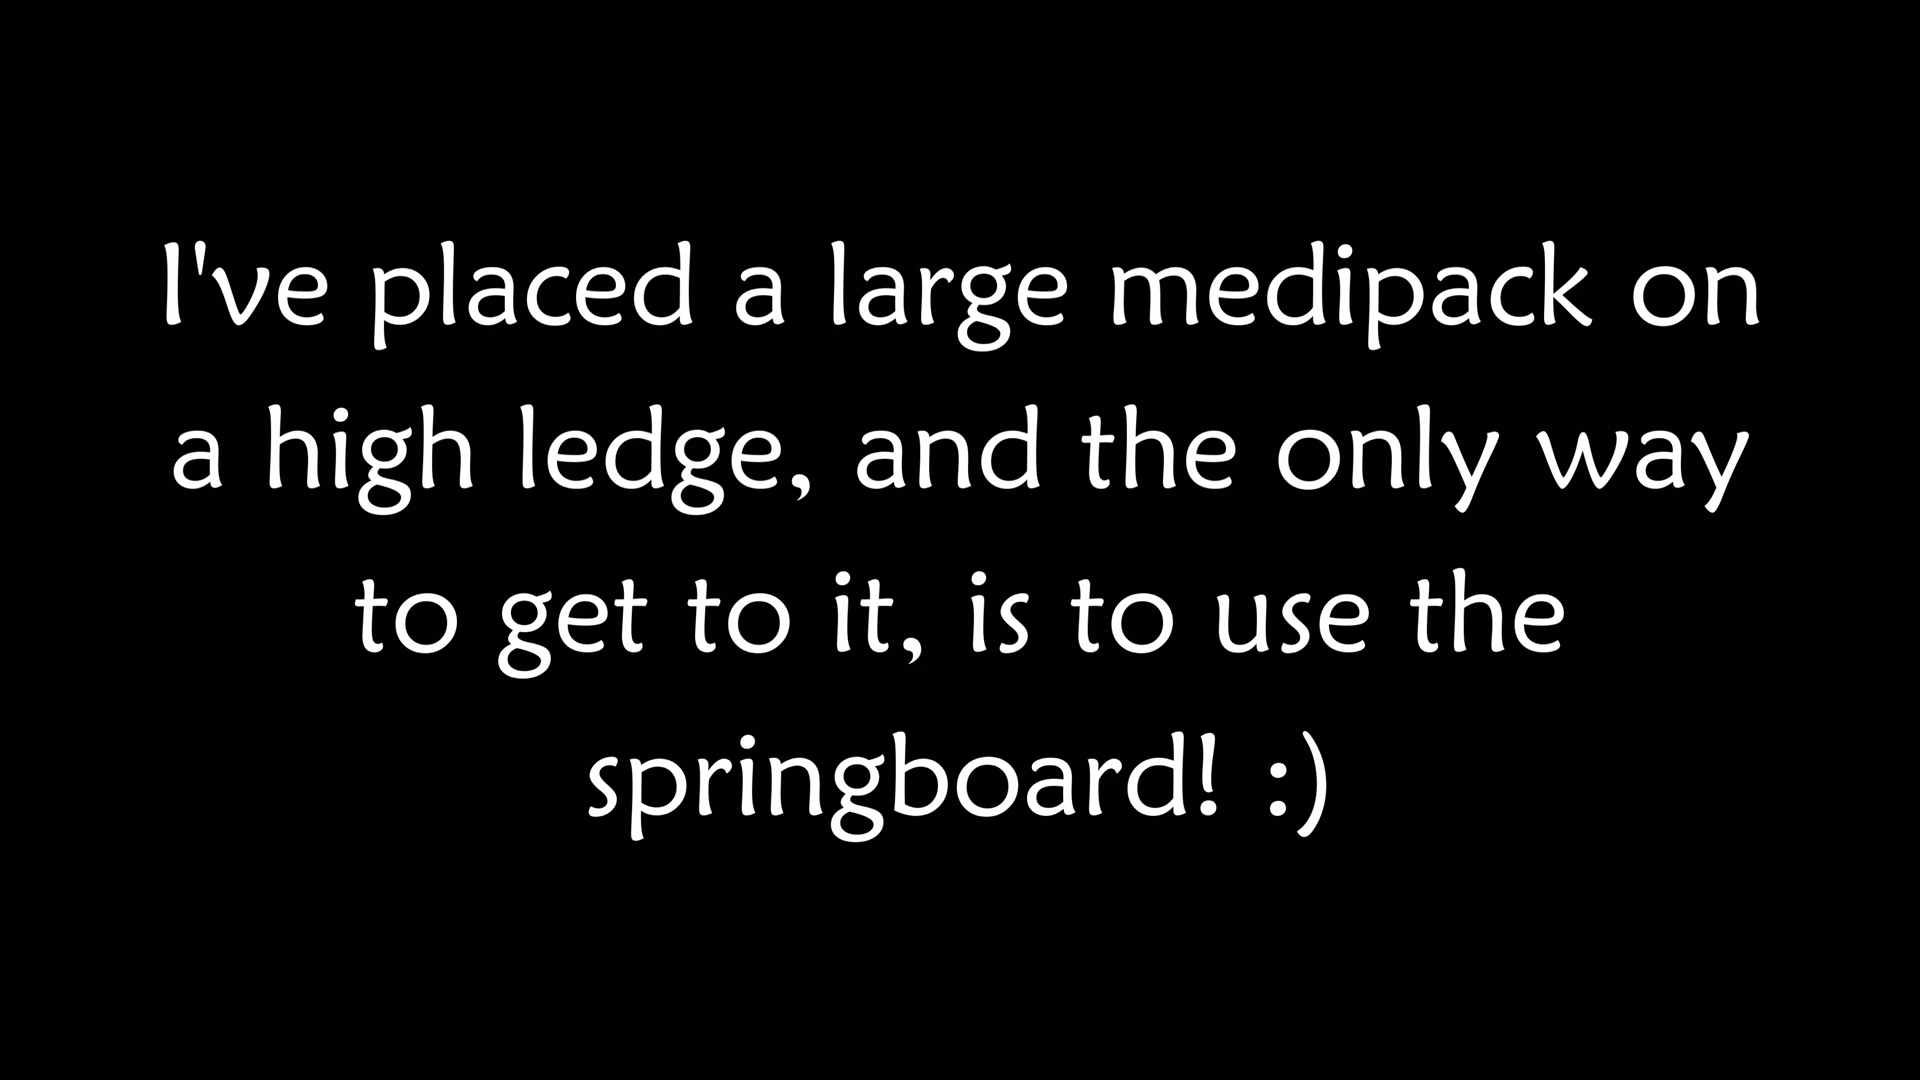 I've placed a large medipack on
a high ledge, and the only way
to get to it, is to use the
springboard! :)